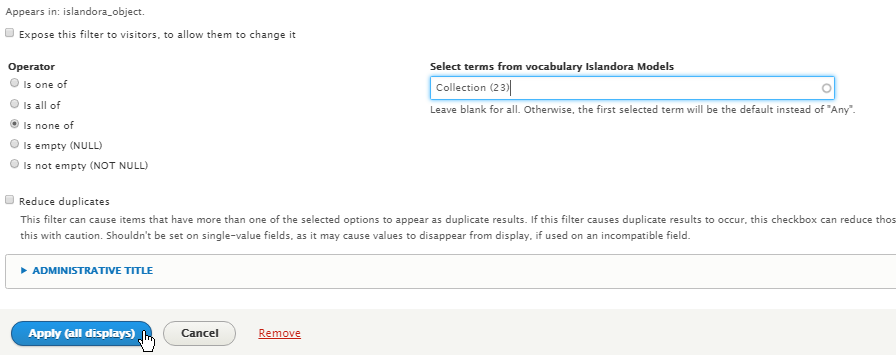 Appears in: islandora_object.
Expose this filter to visitors, to allow them to change it
Operator
Is one of
Is all of
Is none of
Is empty (NULL)
Is not empty (NOT NULL)
Select terms from vocabulary Islandora Models
Collection (23)
Leave blank for all. Otherwise, the first selected term will be the default instead of "Any".
Reduce duplicates
This filter can cause items that have more than one of the selected options to appear as duplicate results. If this filter causes duplicate results to occur, this checkbox can reduce thos
this with caution. Shouldn't be set on single-value fields, as it may cause values to disappear from display, if used on an incompatible field.
ADMINISTRATIVE TITLE
Apply (all displays) Cancel Remove